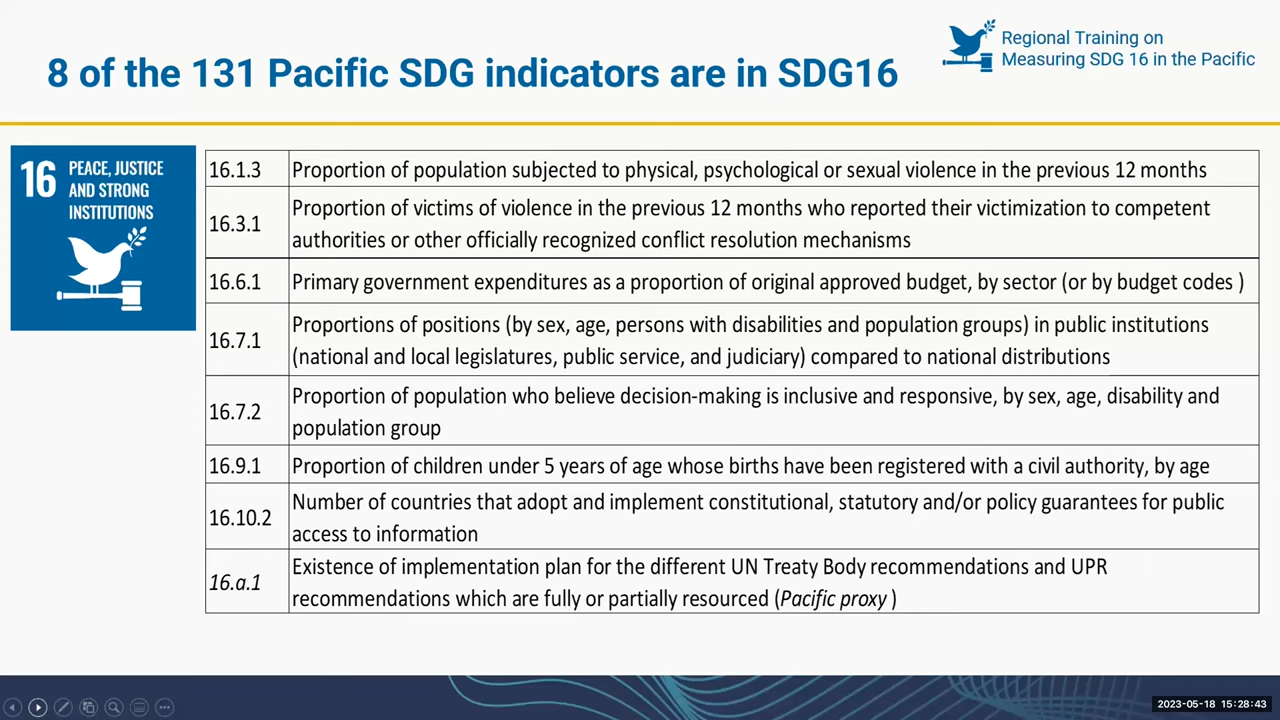 8 of the 131 Pacific SDG indicators are in SDG16
Regional Training on
Measuring SDG 16 in the Pacific
16 PEACE, JUSTICE
AND STRONG
INSTITUTIONS
16.1.3 Proportion of population subjected to physical, psychological or sexual violence in the previous 12 months
16.3.1 Proportion of victims of violence in the previous 12 months who reported their victimization to competent
authorities or other officially recognized conflict resolution mechanisms
16.6.1 Primary government expenditures as a proportion of original approved budget, by sector (or by budget codes )
16.7.1 Proportions of positions (by sex, age, persons with disabilities and population groups) in public institutions
(national and local legislatures, public service, and judiciary) compared to national distributions
16.7.2 Proportion of population who believe decision-making is inclusive and responsive, by sex, age, disability and
population group
16.9.1 Proportion of children under 5 years of age whose births have been registered with a civil authority, by age
16.10.2 Number of countries that adopt and implement constitutional, statutory and/or policy guarantees for public
access to information
16.a.1 Existence of implementation plan for the different UN Treaty Body recommendations and UPR
recommendations which are fully or partially resourced (Pacific proxy )
2023-05-18 15:28:43